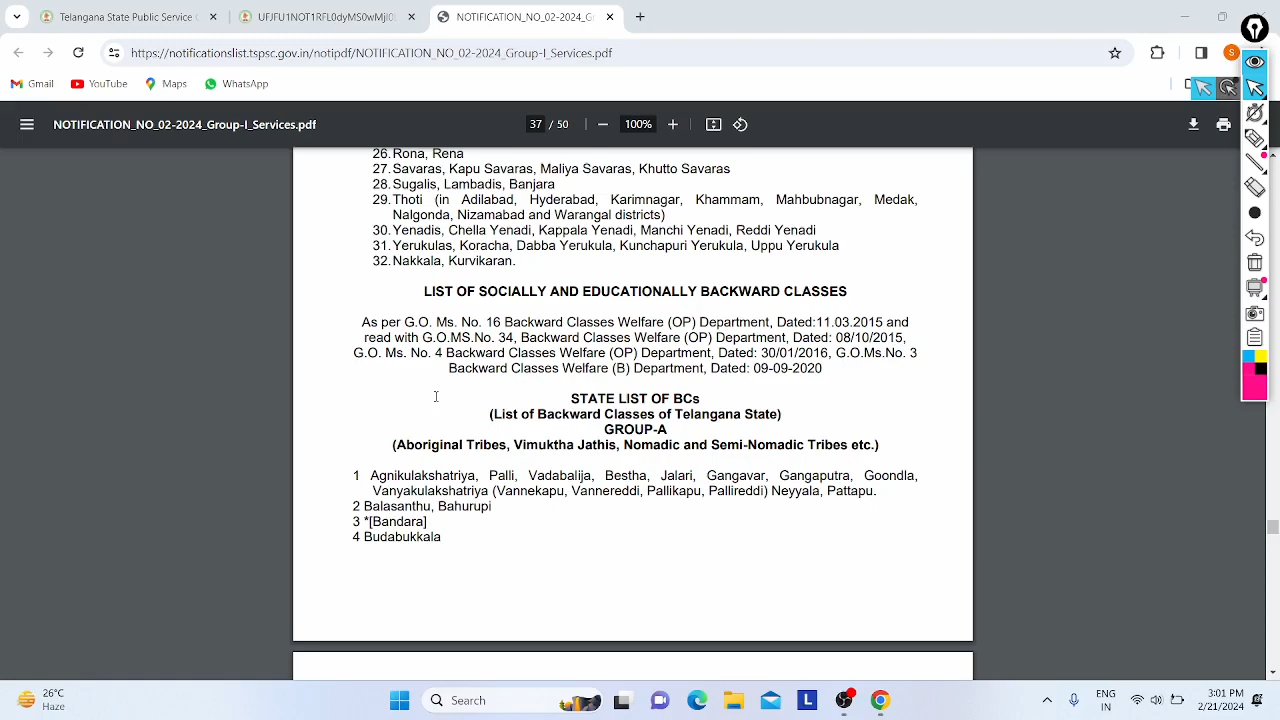 Telangana State Public Service C
UFJFU1NOT1RFL0dyMS0wMjI0L
NOTIFICATION_NO_02-2024_G
https://notificationslist.tspsc.gov.in/notipdf/NOTIFICATION_NO_02-2024_Group-I_Services.pdf
S
Gmail
YouTube
Maps
WhatsApp
NOTIFICATION_NO_02-2024_Group-I_Services.pdf
37 / 50
100%
26. Rona, Rena
27. Savaras, Kapu Savaras, Maliya Savaras, Khutto Savaras
28. Sugalis, Lambadis, Banjara
29. Thoti (in Adilabad, Hyderabad, Karimnagar, Khammam, Mahbubnagar, Medak,
Nalgonda, Nizamabad and Warangal districts)
30. Yenadis, Chella Yenadi, Kappala Yenadi, Manchi Yenadi, Reddi Yenadi
31. Yerukulas, Koracha, Dabba Yerukula, Kunchapuri Yerukula, Uppu Yerukula
32. Nakkala, Kurvikaran.
LIST OF SOCIALLY AND EDUCATIONALLY BACKWARD CLASSES
As per G.O. Ms. No. 16 Backward Classes Welfare (OP) Department, Dated:11.03.2015 and
read with G.O.MS.No. 34, Backward Classes Welfare (OP) Department, Dated: 08/10/2015,
G.O. Ms. No. 4 Backward Classes Welfare (OP) Department, Dated: 30/01/2016, G.O.Ms.No. 3
Backward Classes Welfare (B) Department, Dated: 09-09-2020
STATE LIST OF BCs
(List of Backward Classes of Telangana State)
GROUP-A
(Aboriginal Tribes, Vimuktha Jathis, Nomadic and Semi-Nomadic Tribes etc.)
1 Agnikulakshatriya, Palli, Vadabalija, Bestha, Jalari, Gangavar, Gangaputra, Goondla,
Vanyakulakshatriya (Vannekapu, Vannereddi, Pallikapu, Pallireddi) Neyyala, Pattapu.
2 Balasanthu, Bahurupi
3 *[Bandara]
4 Budabukkala
26°C
Haze
Search
L
ENG
IN
3:01 PM
2/21/2024